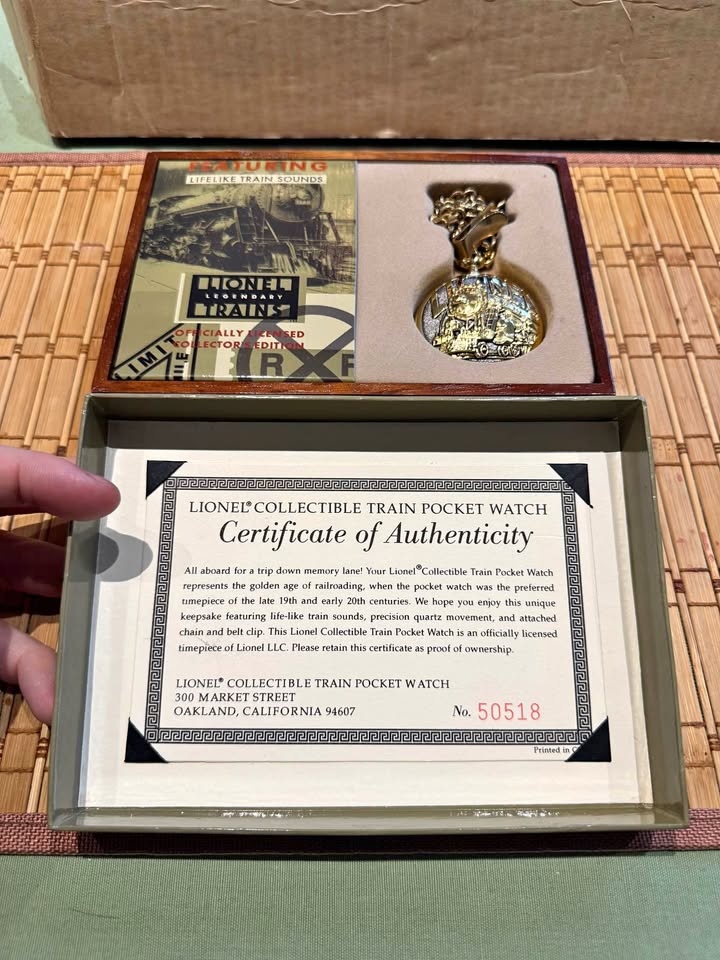 FEATURING
LIFELIKE TRAIN SOUNDS
LIONEL
LEGENDARY
TRAINS
OFFICIALLY LICENSED
COLLECTOR'S EDITION
LIMIT
MILE
R R
LIONEL® COLLECTIBLE TRAIN POCKET WATCH
Certificate of Authenticity
All aboard for a trip down memory lane! Your Lionel® Collectible Train Pocket Watch
represents the golden age of railroading, when the pocket watch was the preferred
timepiece of the late 19th and early 20th centuries. We hope you enjoy this unique
keepsake featuring life-like train sounds, precision quartz movement, and attached
chain and belt clip. This Lionel Collectible Train Pocket Watch is an officially licensed
timepiece of Lionel LLC. Please retain this certificate as proof of ownership.
LIONEL® COLLECTIBLE TRAIN POCKET WATCH
300 MARKET STREET
OAKLAND, CALIFORNIA 94607
No. 50518
Printed in C